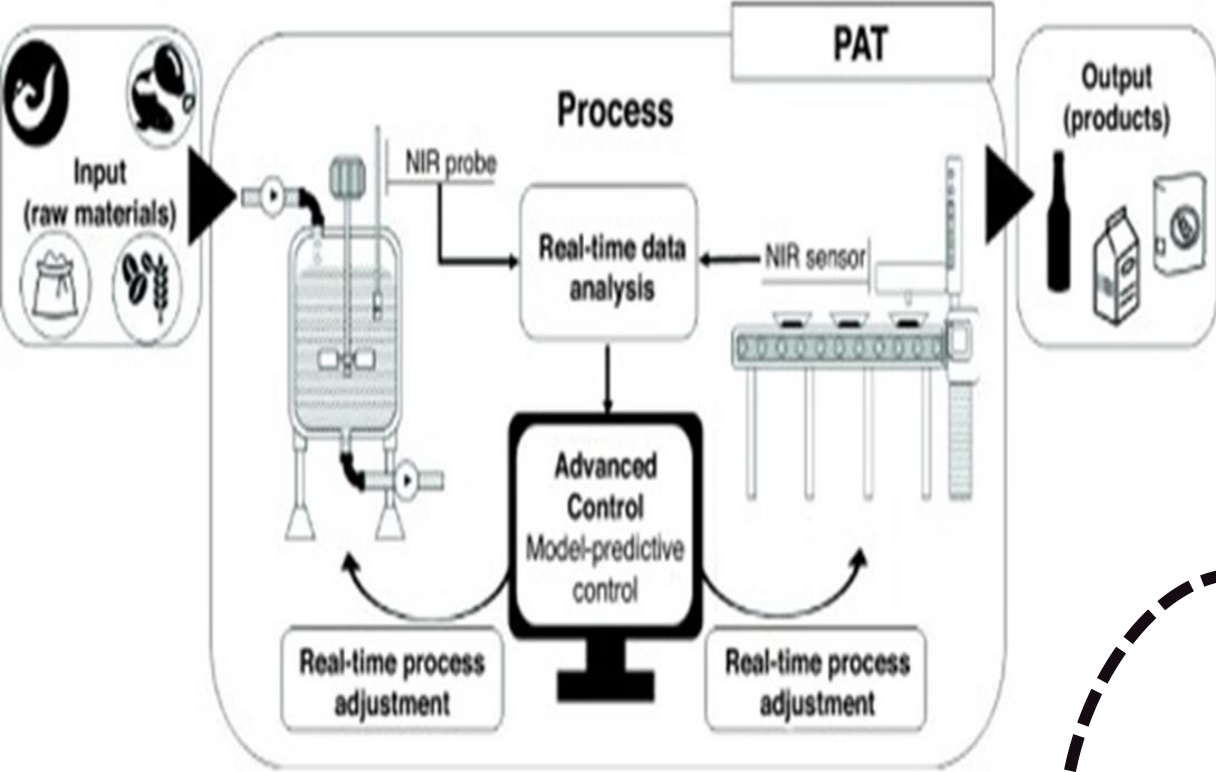 PAT
Process
Input
(raw materials)
NIR probe
Real-time data
analysis
NIR sensor
Output
(products)
Advanced
Control
Model-predictive
control
Real-time process
adjustment
Real-time process
adjustment